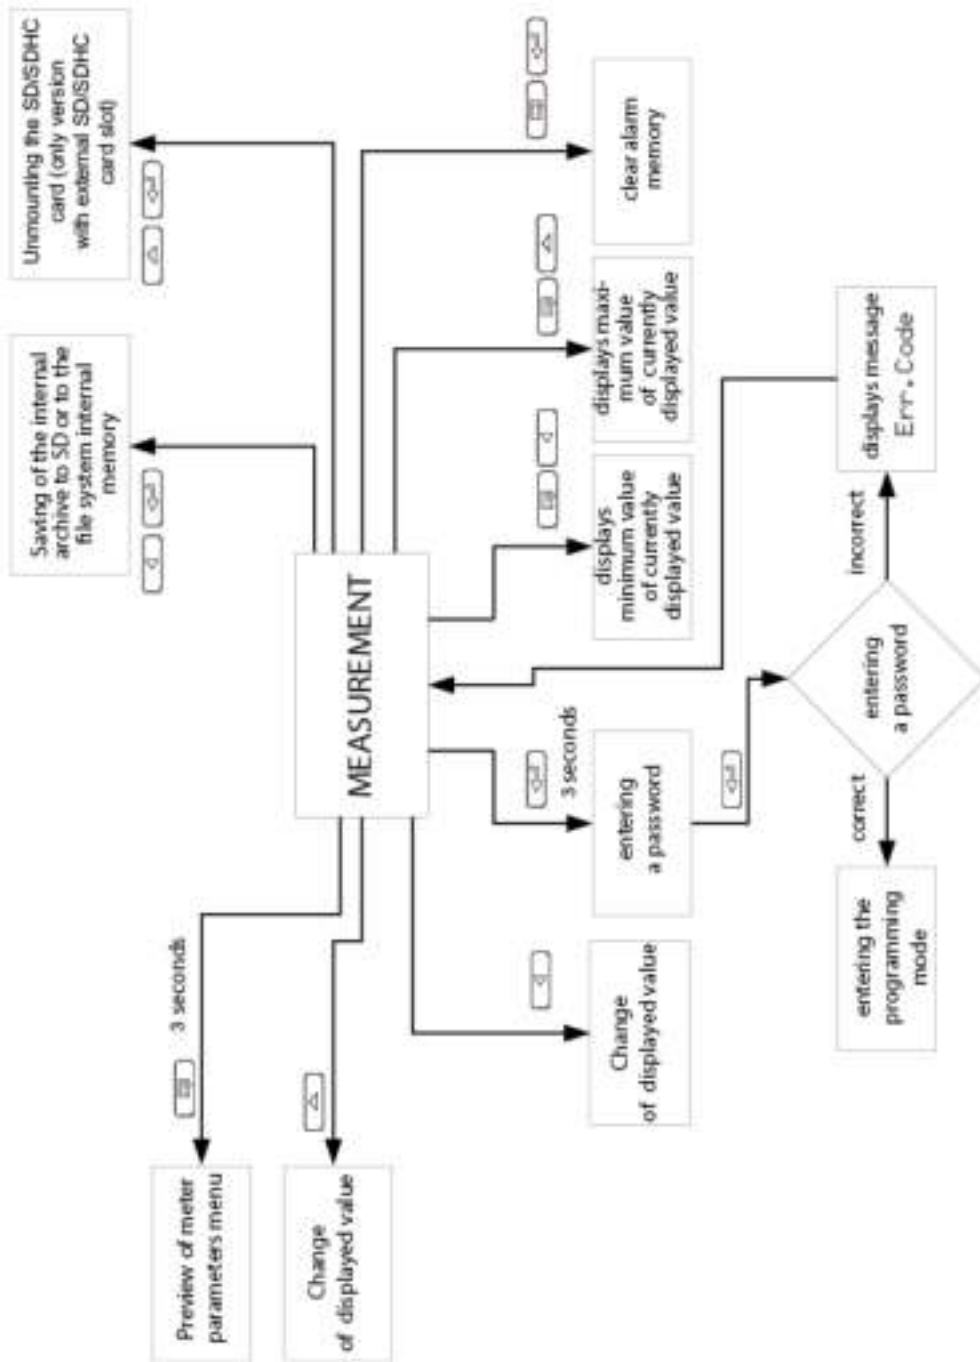 Preview of meter
parameters menu
3 seconds
Saving of the internal
archive to SD or to the
file system internal
memory
Unmounting the SD/SDHC
card (only version
with external SD/SDHC
card slot)
Change
of displayed value
MEASUREMENT
Change
of displayed value
3 seconds
entering
a password
displays
minimum value
of currently
displayed value
displays maxi-
mum value
of currently
displayed value
clear alarm
memory
entering the
programming
mode
correct
entering
a password
incorrect
displays message
Err.Code